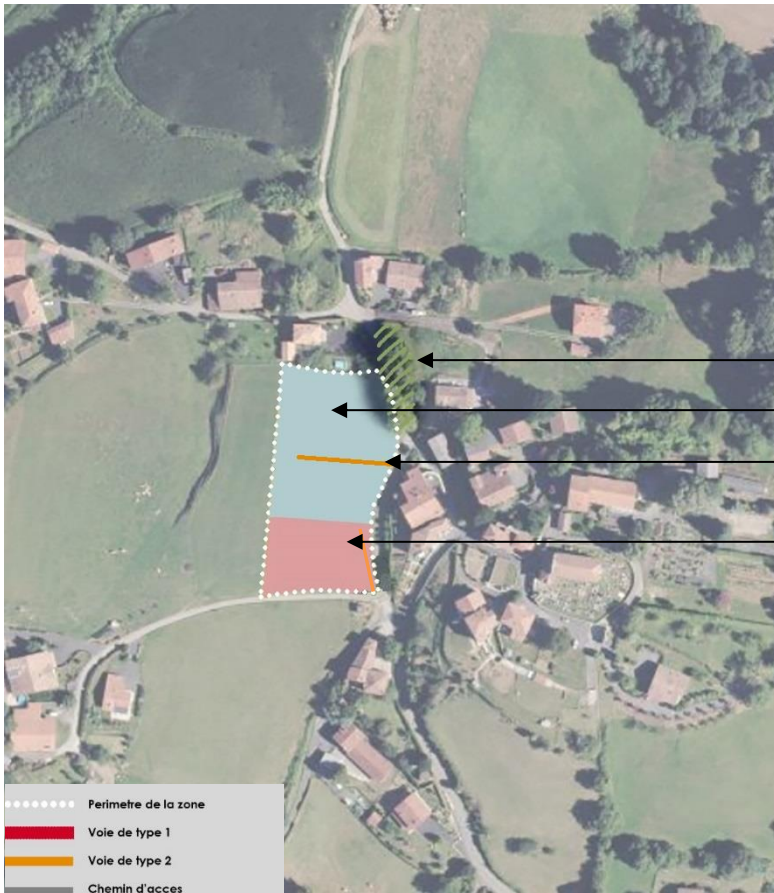 Perimetre de la zone
Voie de type 1
Voie de type 2
Chemin d'acces